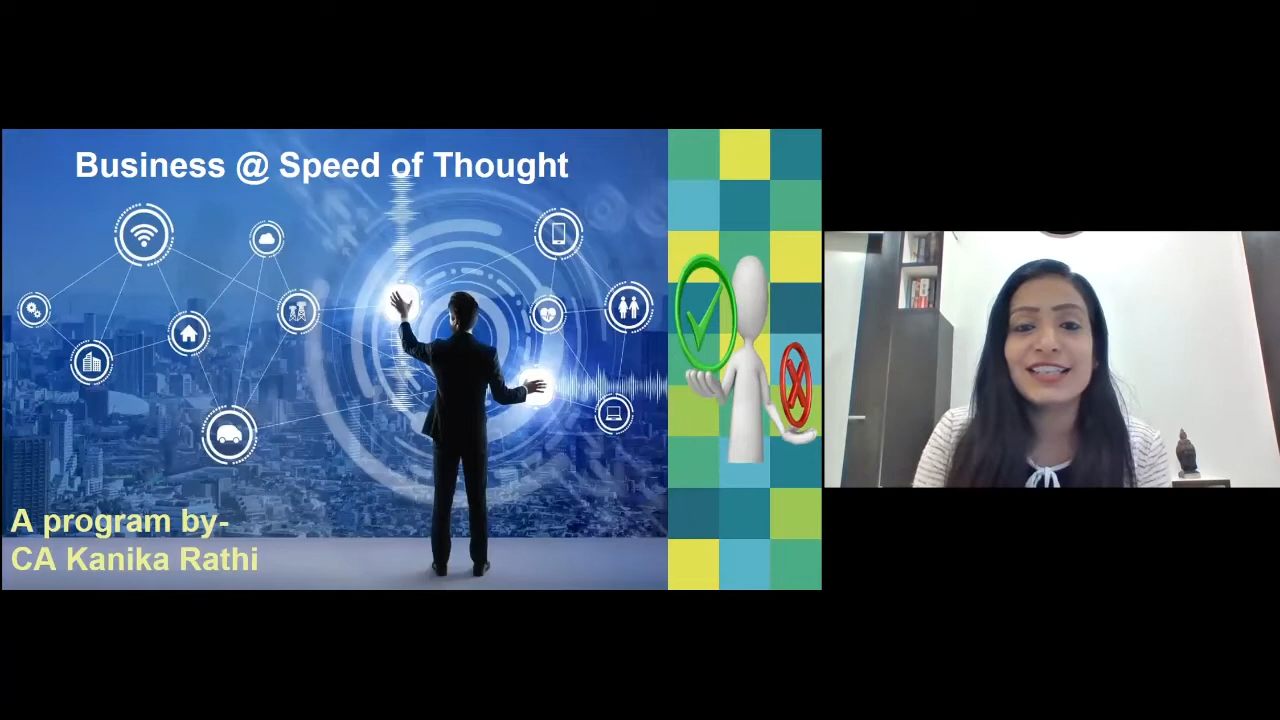 Business @ Speed of Thought
A program by-
CA Kanika Rathi